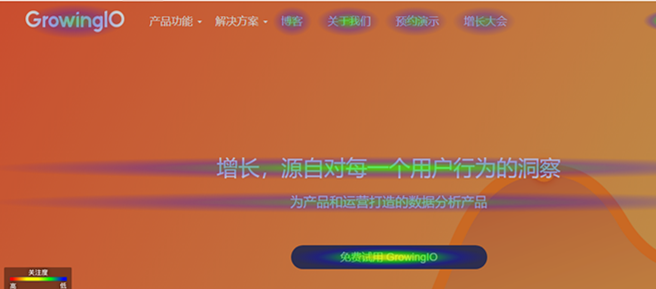 GrowingIO 产品功能 解决方案 博客 关于我们 预约演示 增长大会
增长，源自对每一个用户行为的洞察
为产品和运营打造的数据分析产品
免费试用 GrowingIO
关注度
高 低